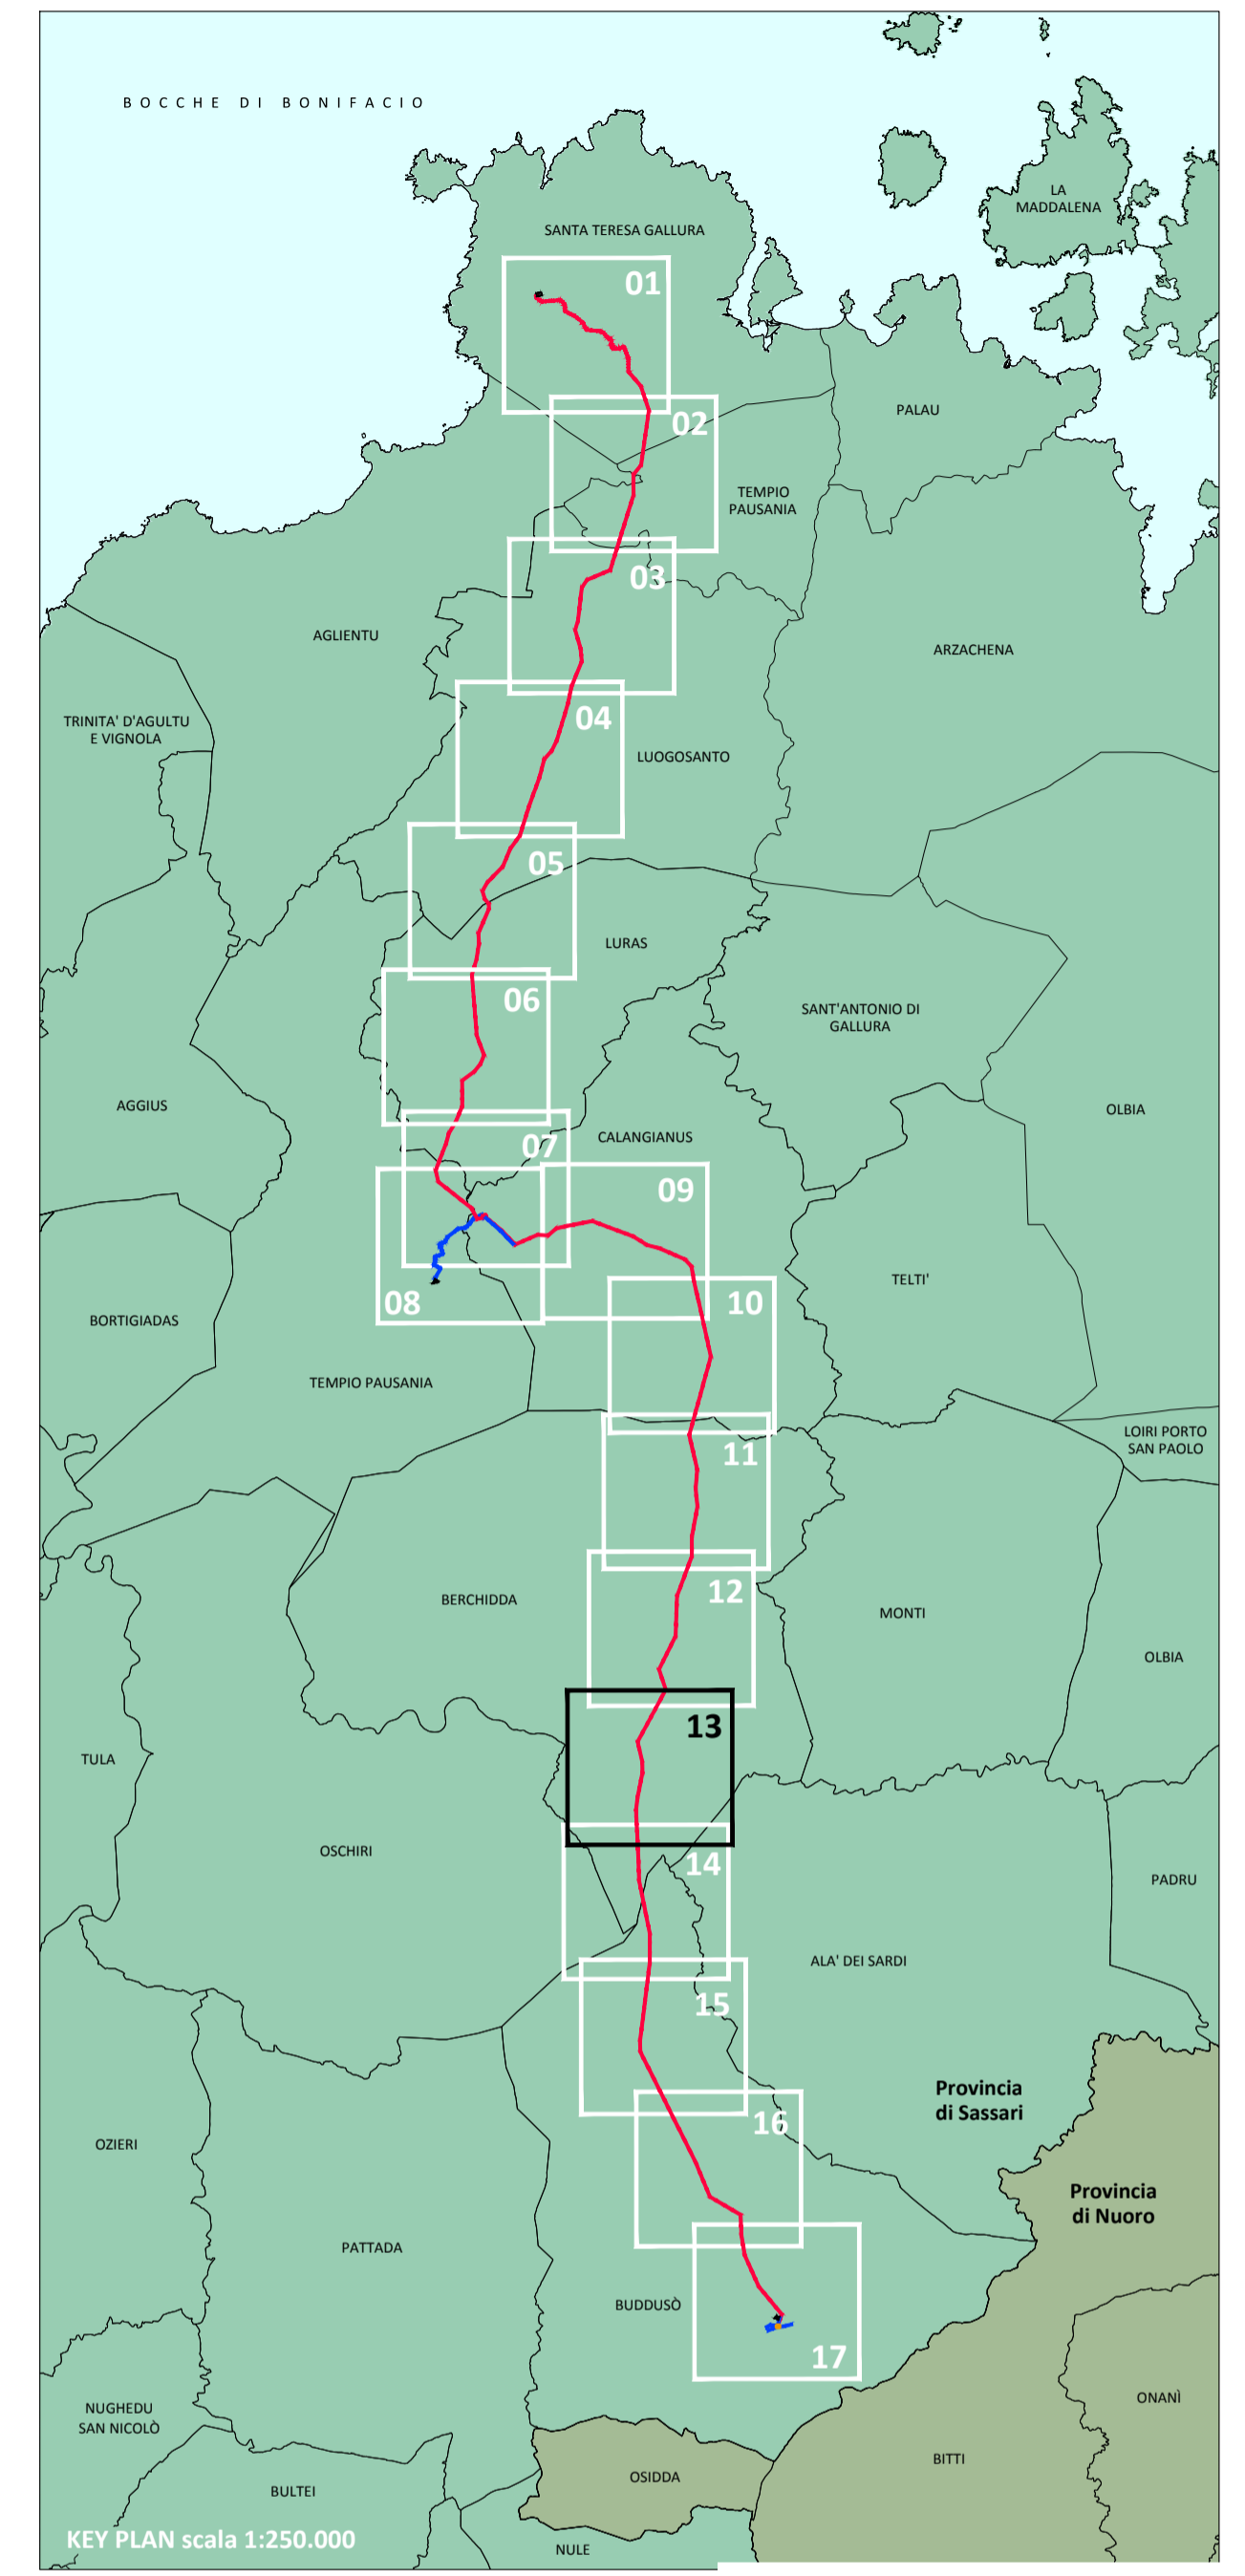 BOCCHE DI BONIFACIO
LA
MADDALENA
SANTA TERESA GALLURA
01
PALAU
02
TEMPIO
PAUSANIA
03
AGLIENTU
ARZACHENA
TRINITA' D'AGULTU
E VIGNOLA
04
LUOGOSANTO
05
LURAS
06
SANT'ANTONIO DI
GALLURA
AGGIUS
OLBIA
CALANGIANUS
07
09
TELTI'
08
10
BORTIGIADAS
TEMPIO PAUSANIA
LOIRI PORTO
SAN PAOLO
11
12
BERCHIDDA
MONTI
OLBIA
13
TULA
OSCHIRI
14
PADRU
ALA' DEI SARDI
15
Provincia
di Sassari
16
OZIERI
Provincia
di Nuoro
PATTADA
BUDDUSÒ
17
ONANÌ
NUGHEDU
SAN NICOLÒ
BITTI
OSIDDA
BULTEI
KEY PLAN scala 1:250.000
NULE